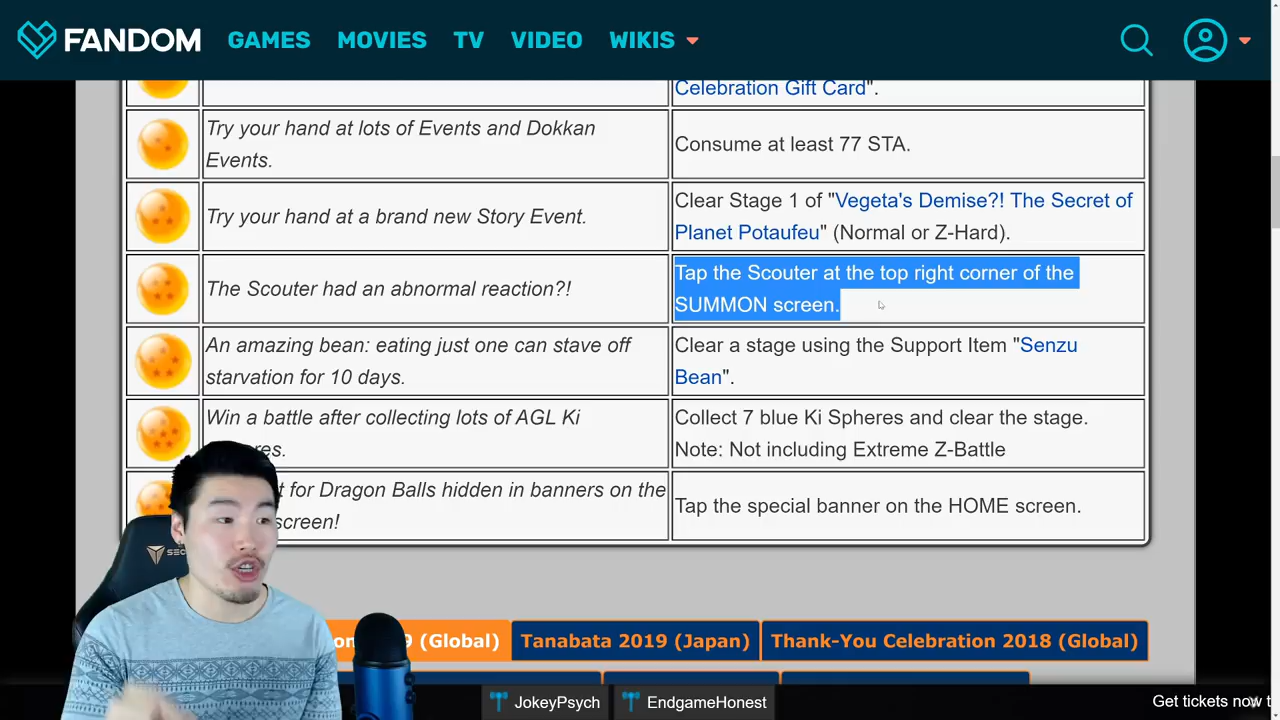 FANDOM GAMES MOVIES TV VIDEO WIKIS
Celebration Gift Card".
Try your hand at lots of Events and Dokkan
Events.
Consume at least 77 STA.
Try your hand at a brand new Story Event.
Clear Stage 1 of "Vegeta's Demise?! The Secret of
Planet Potaufeu" (Normal or Z-Hard).
The Scouter had an abnormal reaction?!
Tap the Scouter at the top right corner of the
SUMMON screen.
An amazing bean: eating just one can stave off
starvation for 10 days.
Clear a stage using the Support Item "Senzu
Bean".
Win a battle after collecting lots of AGL Ki
Collect 7 blue Ki Spheres and clear the stage.
Note: Not including Extreme Z-Battle
for Dragon Balls hidden in banners on the
screen!
Tap the special banner on the HOME screen.
(Global)
Tanabata 2019 (Japan)
Thank-You Celebration 2018 (Global)
JokeyPsych
EndgameHonest
Get tickets now